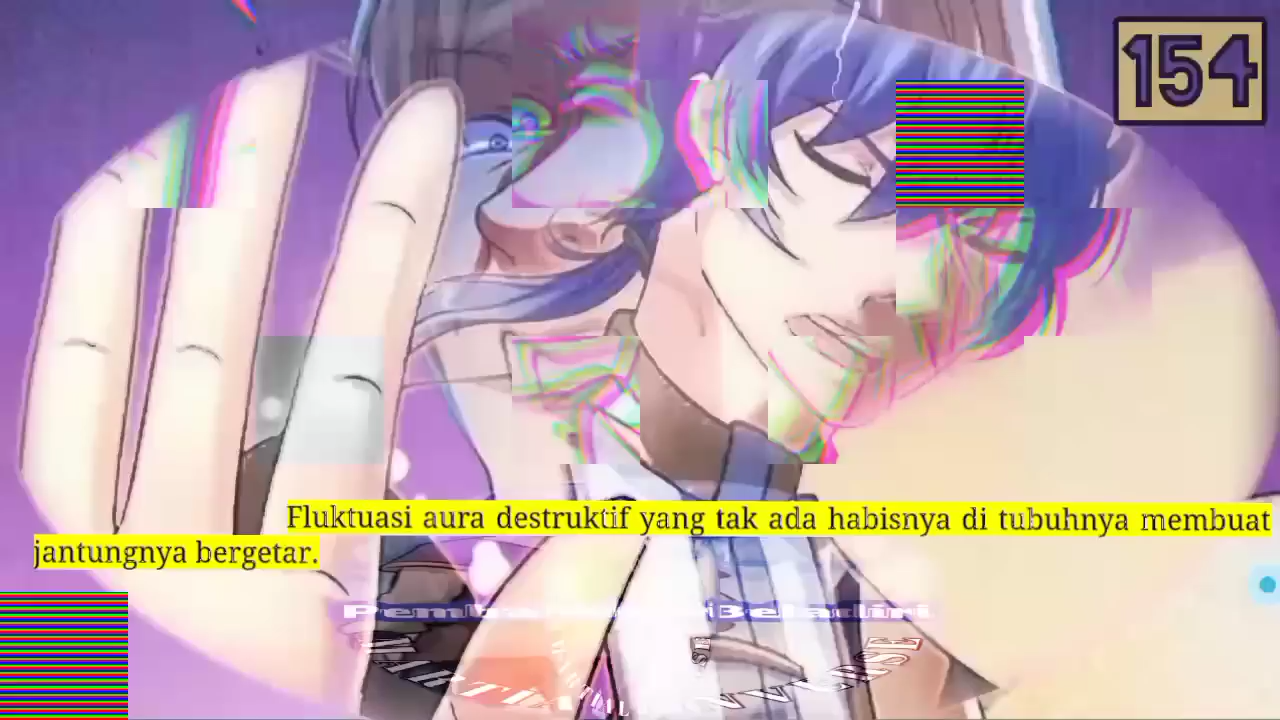 154
Fluktuasi aura destruktif yang tak ada habisnya di tubuhnya membuat
jantungnya bergetar.